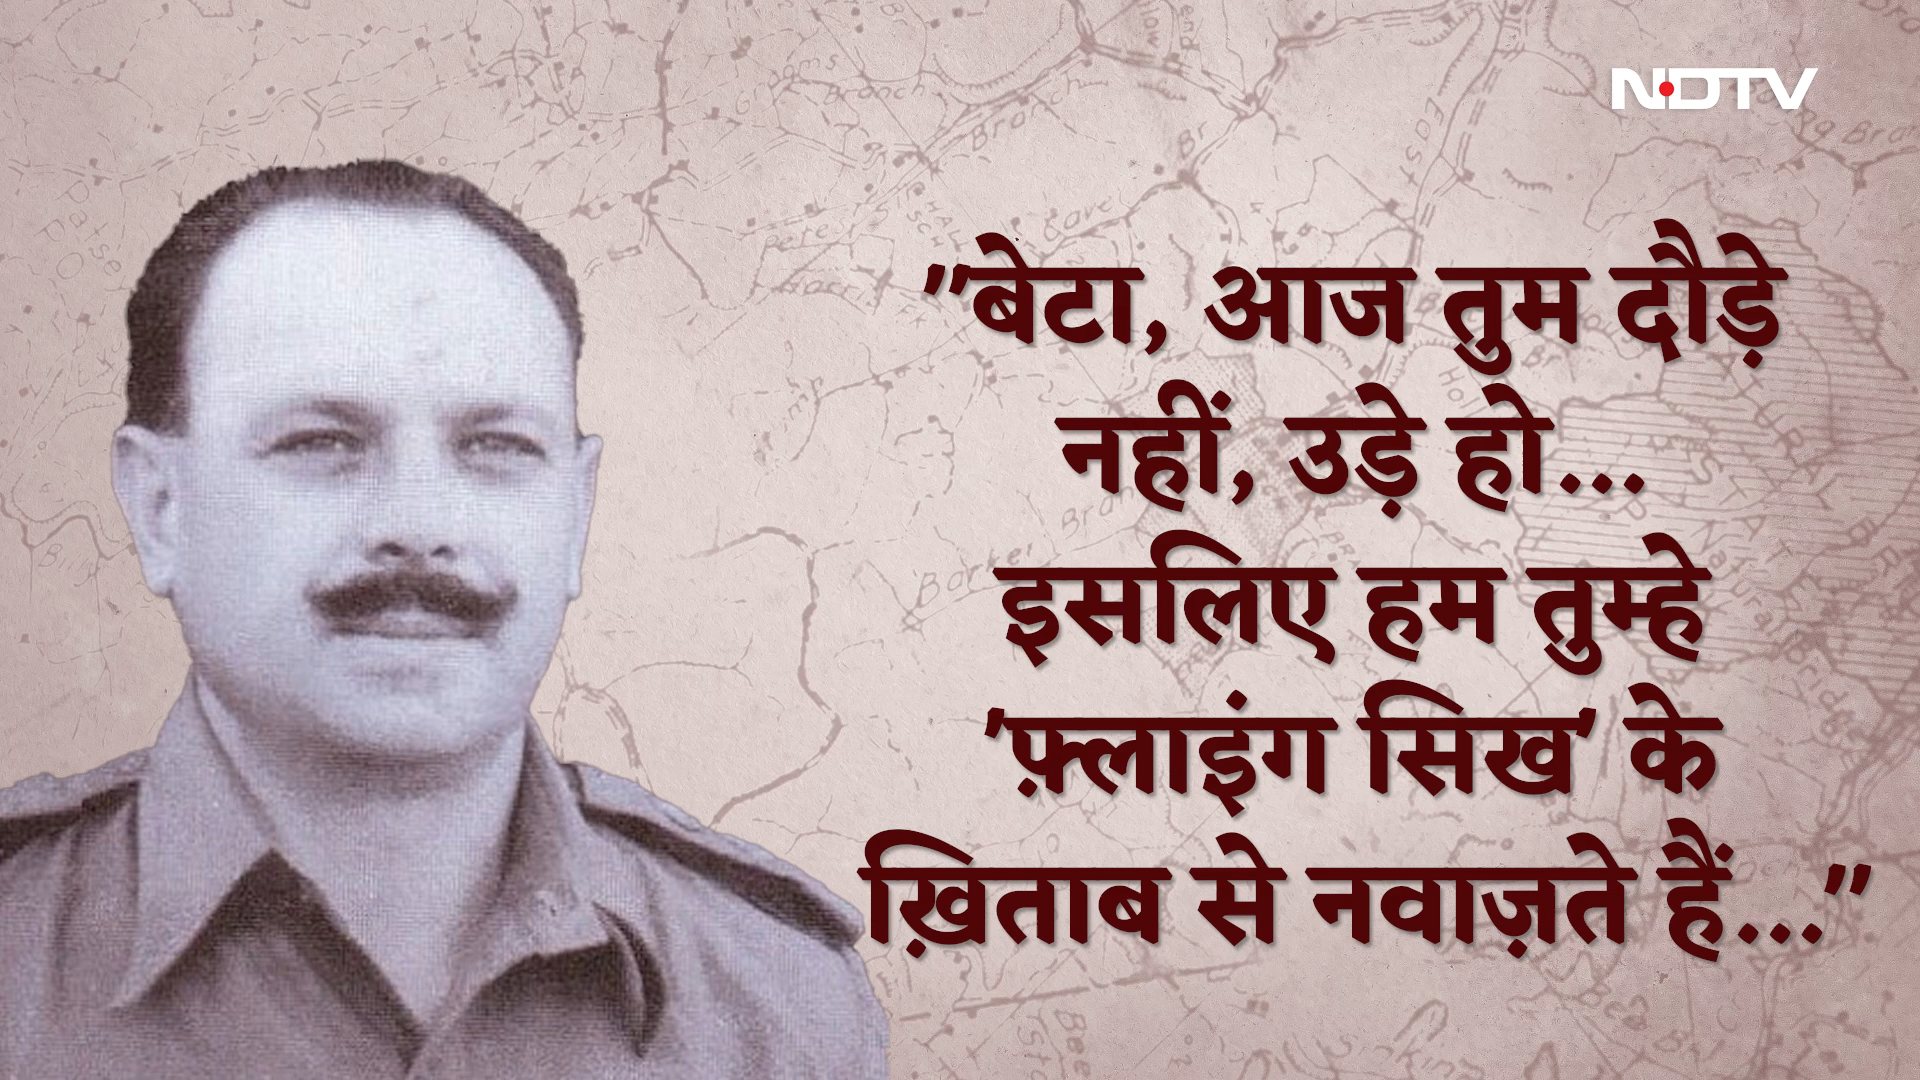 NDTV
"बेटा, आज तुम दौड़े
नहीं, उड़े हो...
इसलिए हम तुम्हे
'फ़्लाइंग सिख' के
ख़िताब से नवाज़ते हैं..."